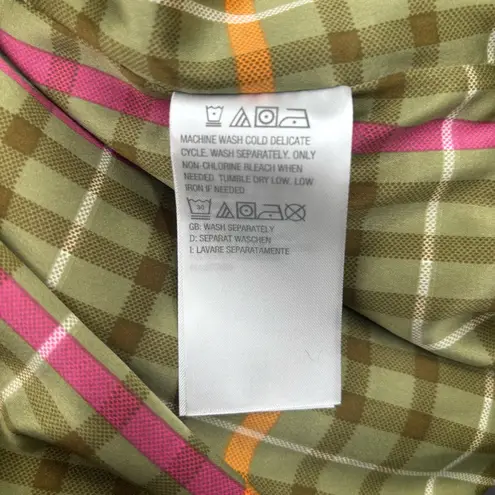 MACHINE WASH COLD DELICATE
CYCLE. WASH SEPARATELY. ONLY
NON-CHLORINE BLEACH WHEN
NEEDED. TUMBLE DRY LOW. LOW
IRON IF NEEDED
30
GB: WASH SEPARATELY
D: SEPARAT WASCHEN
I: LAVARE SEPARATAMENTE